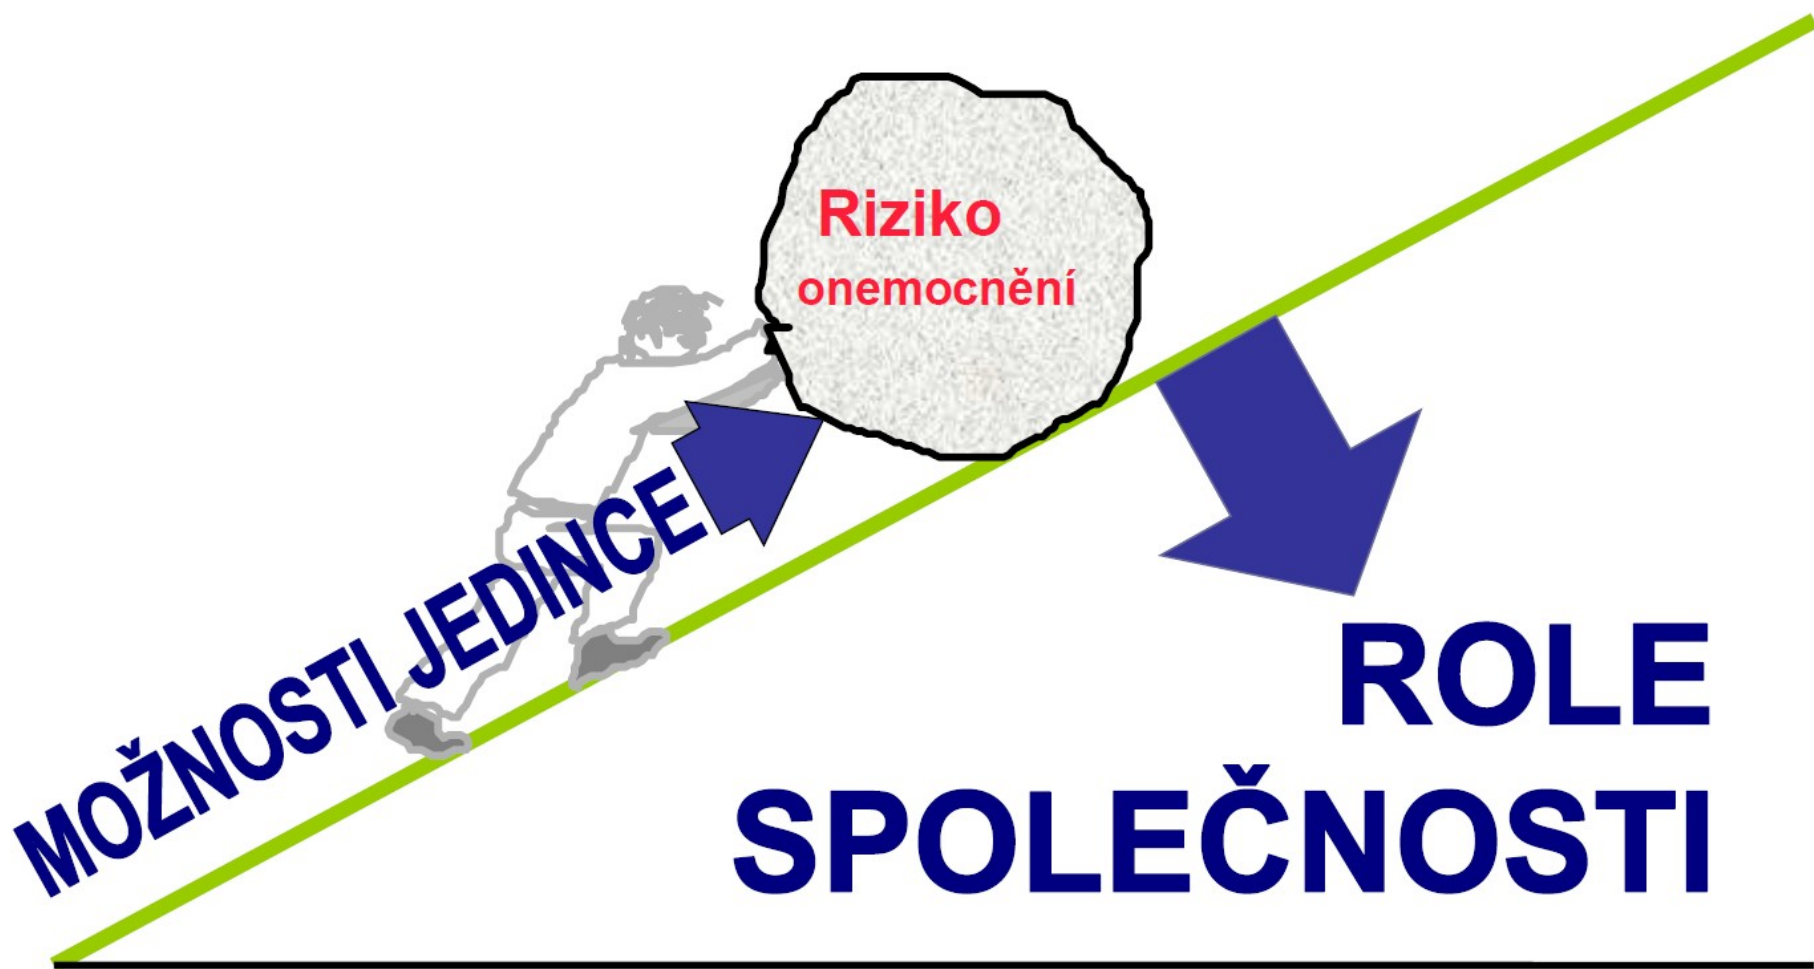 Riziko
onemocnění
MOŽNOSTI JEDINCE
ROLE
SPOLEČNOSTI